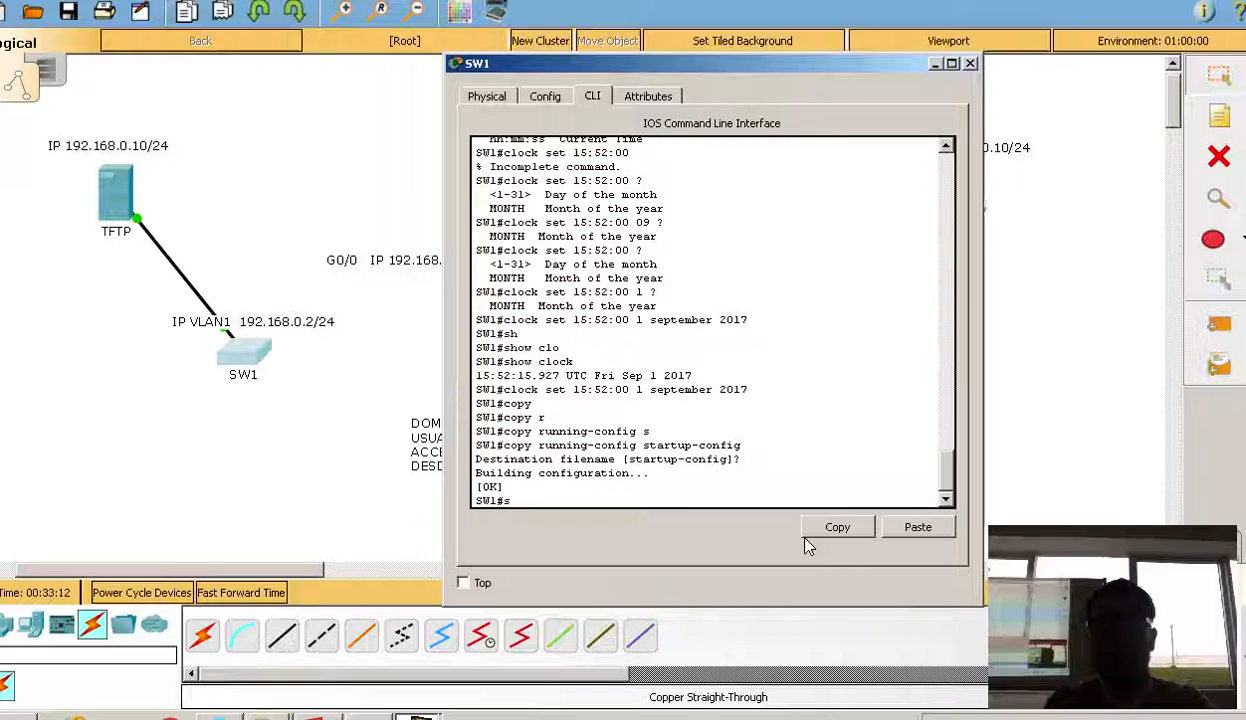 Logical
Back
[Root]
New Cluster
Move Object
Set Tiled Background
Viewport
Environment: 01:00:00
SW1
Physical
Config
CLI
Attributes
IOS Command Line Interface
hh:mm:ss  Current Time
SW1#clock set 15:52:00
% Incomplete command.
SW1#clock set 15:52:00 ?
<1-31>  Day of the month
MONTH   Month of the year
SW1#clock set 15:52:00 09 ?
MONTH  Month of the year
SW1#clock set 15:52:00 ?
<1-31>  Day of the month
MONTH   Month of the year
SW1#clock set 15:52:00 1 ?
MONTH  Month of the year
SW1#clock set 15:52:00 1 september 2017
SW1#sh
SW1#show clo
SW1#show clock
15:52:15.927 UTC Fri Sep 1 2017
SW1#clock set 15:52:00 1 september 2017
SW1#copy
SW1#copy r
SW1#copy running-config s
SW1#copy running-config startup-config
Destination filename [startup-config]?
Building configuration...
[OK]
SW1#s
Copy
Paste
Top
IP 192.168.0.10/24
TFTP
G0/0   IP 192.168.
IP VLAN1  192.168.0.2/24
SW1
DOM
USUA
ACCE
DESD
0.10/24
Time: 00:33:12
Power Cycle Devices
Fast Forward Time
Copper Straight-Through